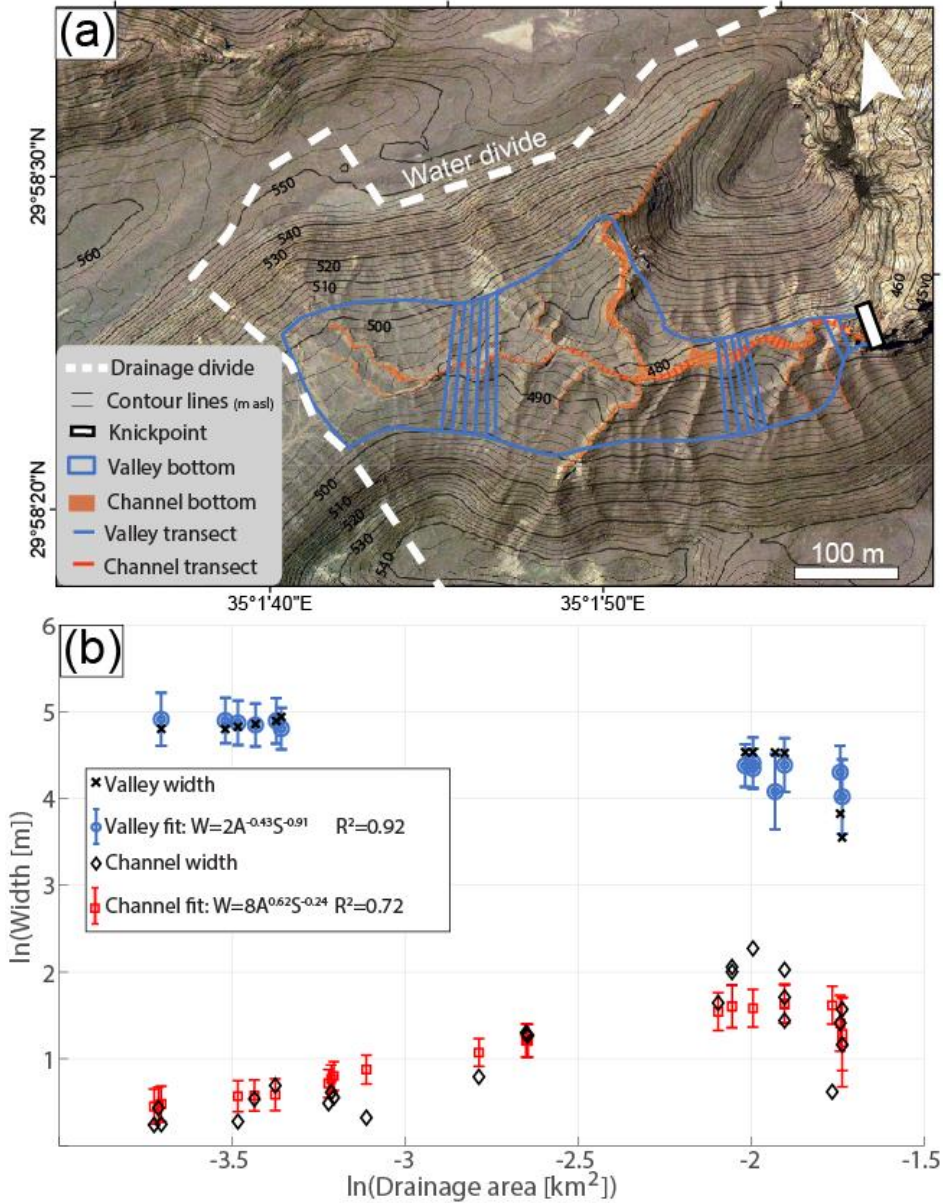 (a)
Water divide
550
540
530
520
510
560
500
490
480
460
500
510
520
530
540
29°58'30"N
29°58'20"N
35°1'40"E
35°1'50"E
100 m
Drainage divide
Contour lines (m asl)
Knickpoint
Valley bottom
Channel bottom
Valley transect
Channel transect
(b)
ln(Width [m])
6
5
4
3
2
1
Valley width
Valley fit: W=2A^-0.43S^-0.91 R²=0.92
Channel width
Channel fit: W=8A^0.62S^-0.24 R²=0.72
-3.5 -3 -2.5 -2 -1.5
ln(Drainage area [km²])